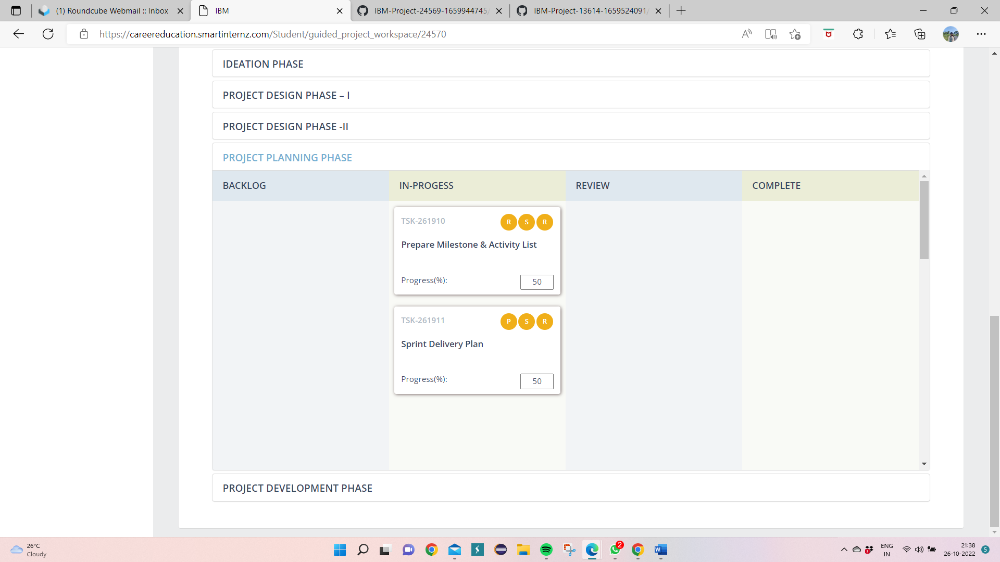 (1) Roundcube Webmail :: Inbox
IBM
IBM-Project-24569-1659944745/
IBM-Project-13614-1659524091/
https://careereducation.smartinternz.com/Student/guided_project_workspace/24570
IDEATION PHASE
PROJECT DESIGN PHASE – I
PROJECT DESIGN PHASE -II
PROJECT PLANNING PHASE
BACKLOG
IN-PROGESS
REVIEW
COMPLETE
TSK-261910
R S R
Prepare Milestone & Activity List
Progress(%):
50
TSK-261911
P S R
Sprint Delivery Plan
Progress(%):
50
PROJECT DEVELOPMENT PHASE
26°C
Cloudy
2
ENG
IN
21:38
26-10-2022
5